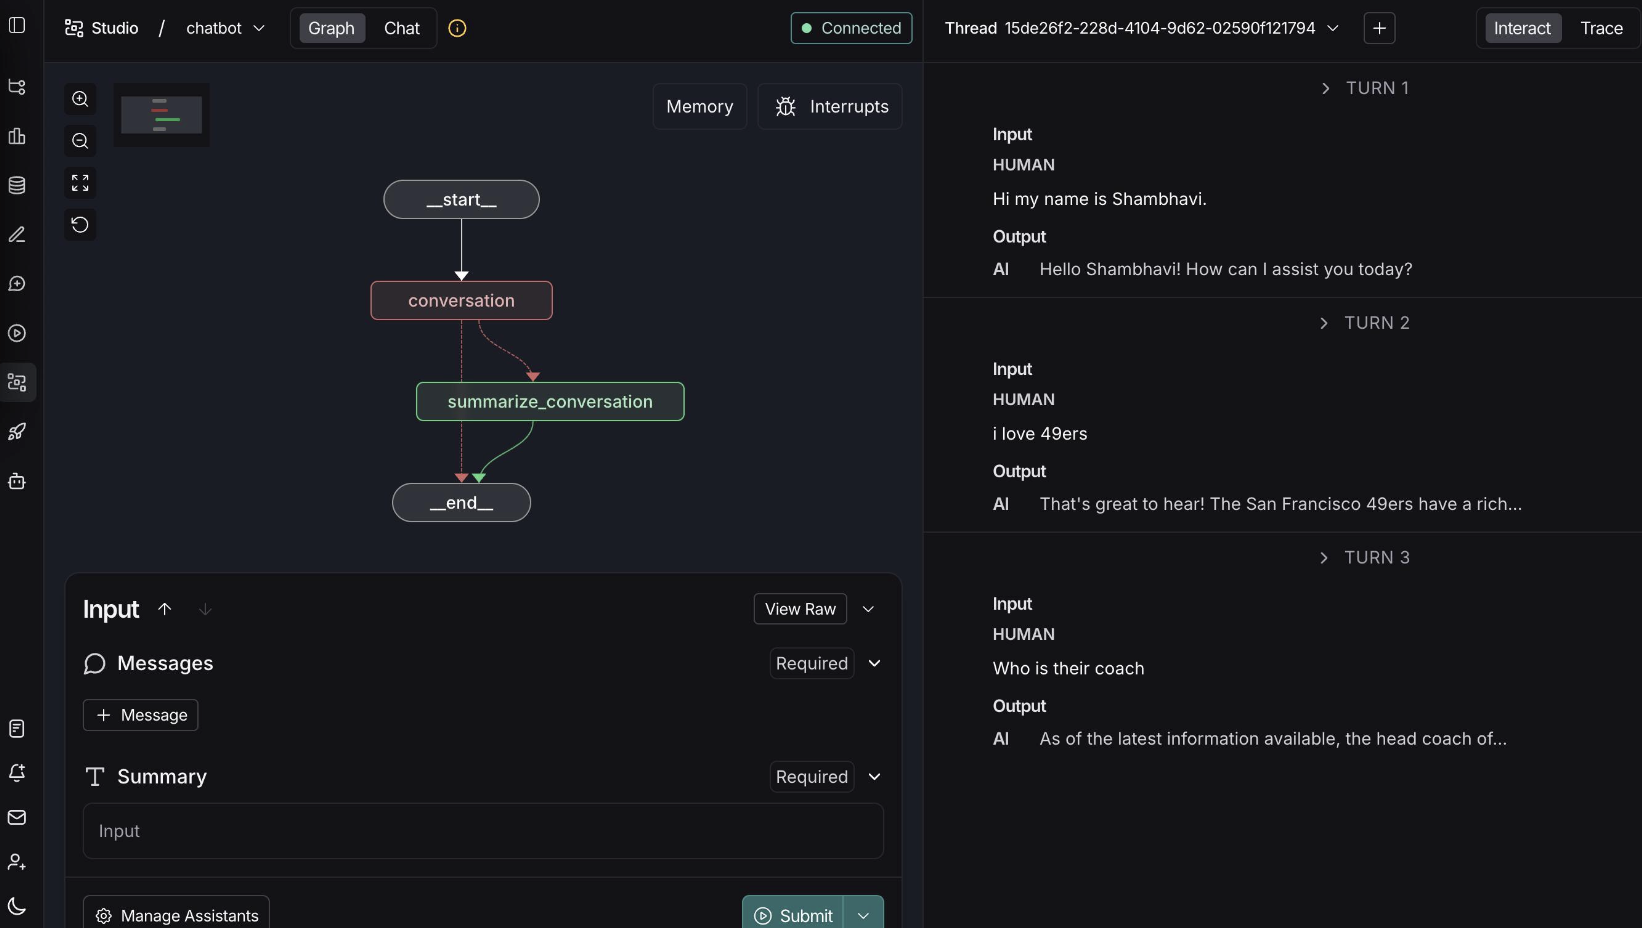 Studio / chatbot
Graph
Chat
Connected
Memory
Interrupts
__start__
conversation
summarize_conversation
__end__
Input
View Raw
Messages
Required
+ Message
Summary
Required
Input
Manage Assistants
Submit
Thread 15de26f2-228d-4104-9d62-02590f121794
+
Interact
Trace
TURN 1
Input
HUMAN
Hi my name is Shambhavi.
Output
AI Hello Shambhavi! How can I assist you today?
TURN 2
Input
HUMAN
i love 49ers
Output
AI That's great to hear! The San Francisco 49ers have a rich...
TURN 3
Input
HUMAN
Who is their coach
Output
AI As of the latest information available, the head coach of...